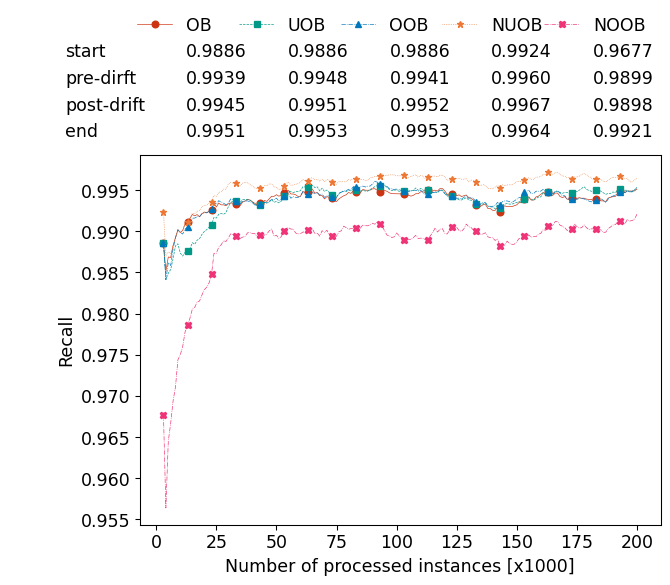 OB UOB OOB NUOB NOOB
start 0.9886 0.9886 0.9886 0.9924 0.9677
pre-dirft 0.9939 0.9948 0.9941 0.9960 0.9899
post-drift 0.9945 0.9951 0.9952 0.9967 0.9898
end 0.9951 0.9953 0.9953 0.9964 0.9921
0.995
0.990
0.985
0.980
0.975
0.970
0.965
0.960
0.955
Recall
0 25 50 75 100 125 150 175 200
Number of processed instances [x1000]